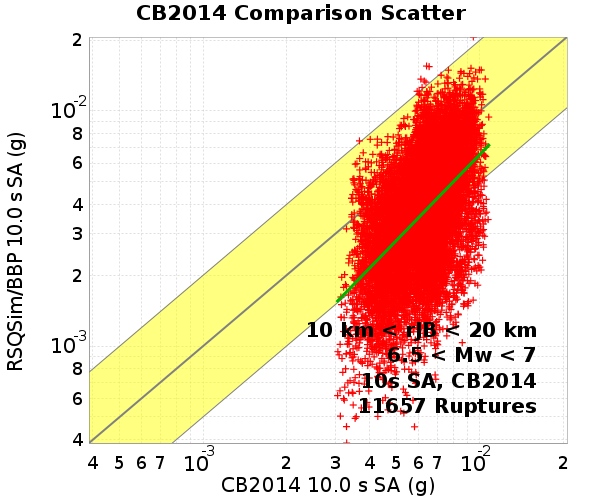 CB2014 Comparison Scatter
RSQSim/BBP 10.0 s SA (g)
2
10-2
8
6
4
3
2
10-3
8
6
4
10 km < rJB < 20 km
6.5 < Mw < 7
10s SA, CB2014
11657 Ruptures
4 5 6 7 10-3 2 3 4 5 6 7 10-2 2
CB2014 10.0 s SA (g)